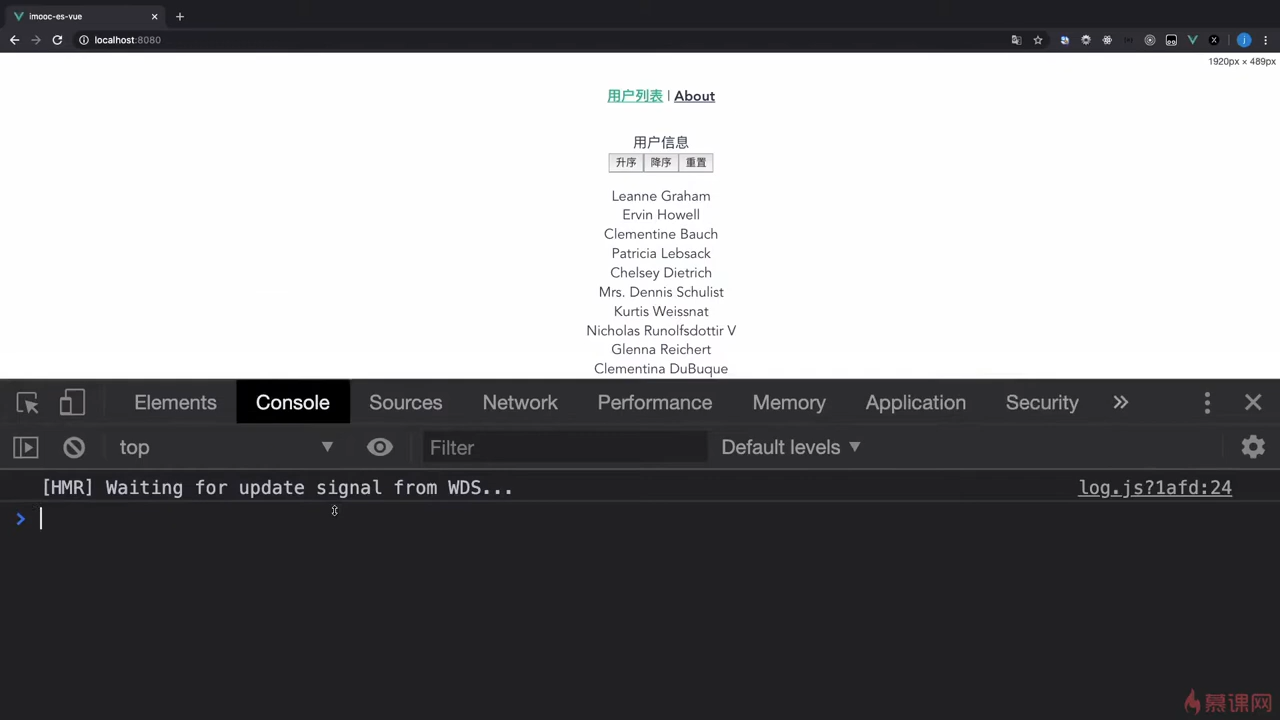 imooc-es-vue
localhost:8080
1920px × 489px
用户列表 | About
用户信息
升序 降序 重置
Leanne Graham
Ervin Howell
Clementine Bauch
Patricia Lebsack
Chelsey Dietrich
Mrs. Dennis Schulist
Kurtis Weissnat
Nicholas Runolfsdottir V
Glenna Reichert
Clementina DuBuque
Elements Console Sources Network Performance Memory Application Security
top Filter Default levels
[HMR] Waiting for update signal from WDS... log.js?1afd:24
慕课网